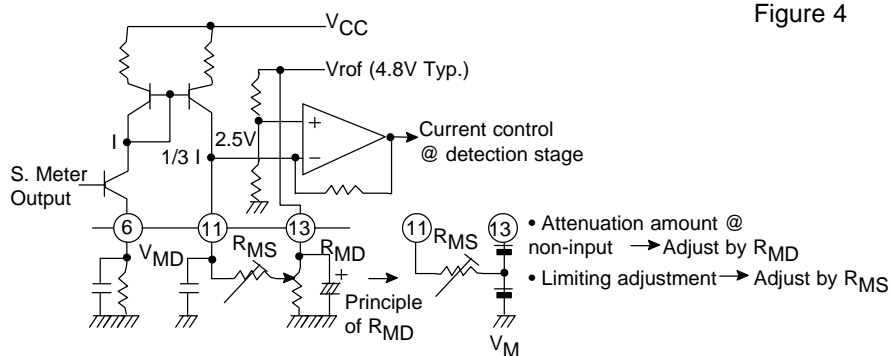 Figure 4
VCC
Vrof (4.8V Typ.)
I
1/3 I
2.5V
+
−
Current control
@ detection stage
S. Meter
Output
6
11
13
VMD
RMS
RMD
+
Principle
of RMD
11
RMS
13
VM
• Attenuation amount @
non-input → Adjust by RMD
• Limiting adjustment → Adjust by RMS